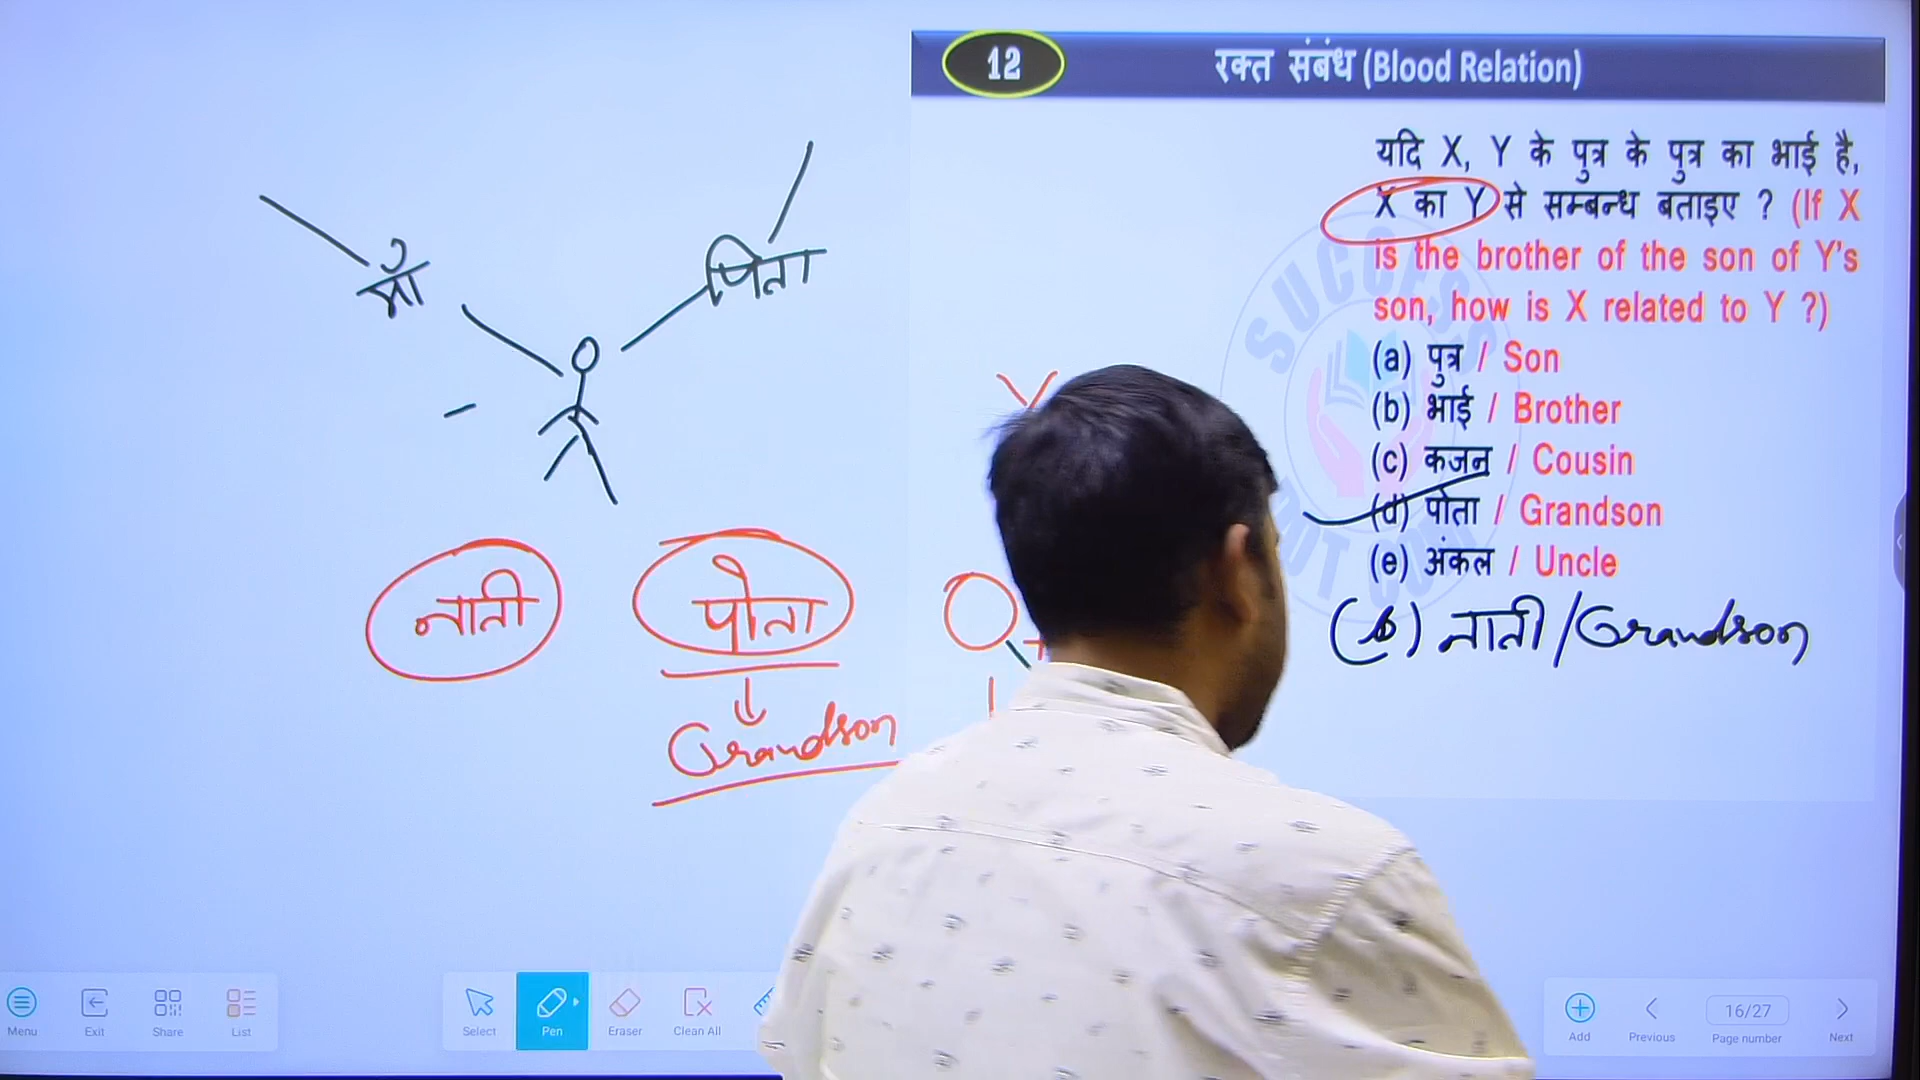 12
रक्त संबंध (Blood Relation)
यदि X, Y के पुत्र के पुत्र का भाई है,
X का Y से सम्बन्ध बताइए ? (If X
is the brother of the son of Y's
son, how is X related to Y ?)
(a) पुत्र / Son
(b) भाई / Brother
(c) कजन / Cousin
(d) पोता / Grandson
(e) अंकल / Uncle
नाती / Grandson
माँ
पिता
Y
नाती
पोता
Grandson
SUCCESS
Menu
Exit
Share
List
Select
Pen
Eraser
Clean All
Add
Previous
16/27
Page number
Next